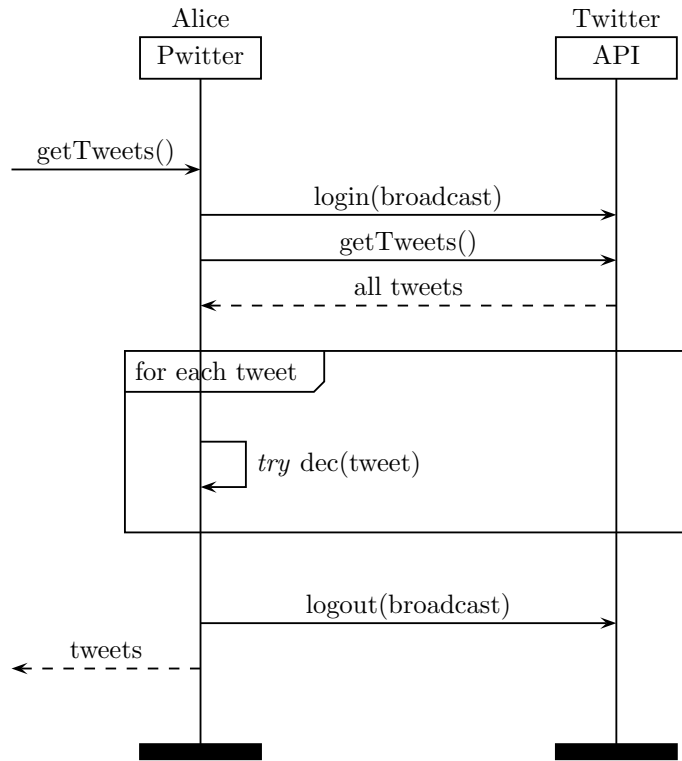 Alice
Twitter
Pwitter
API
getTweets()
login(broadcast)
getTweets()
all tweets
for each tweet
try dec(tweet)
logout(broadcast)
tweets